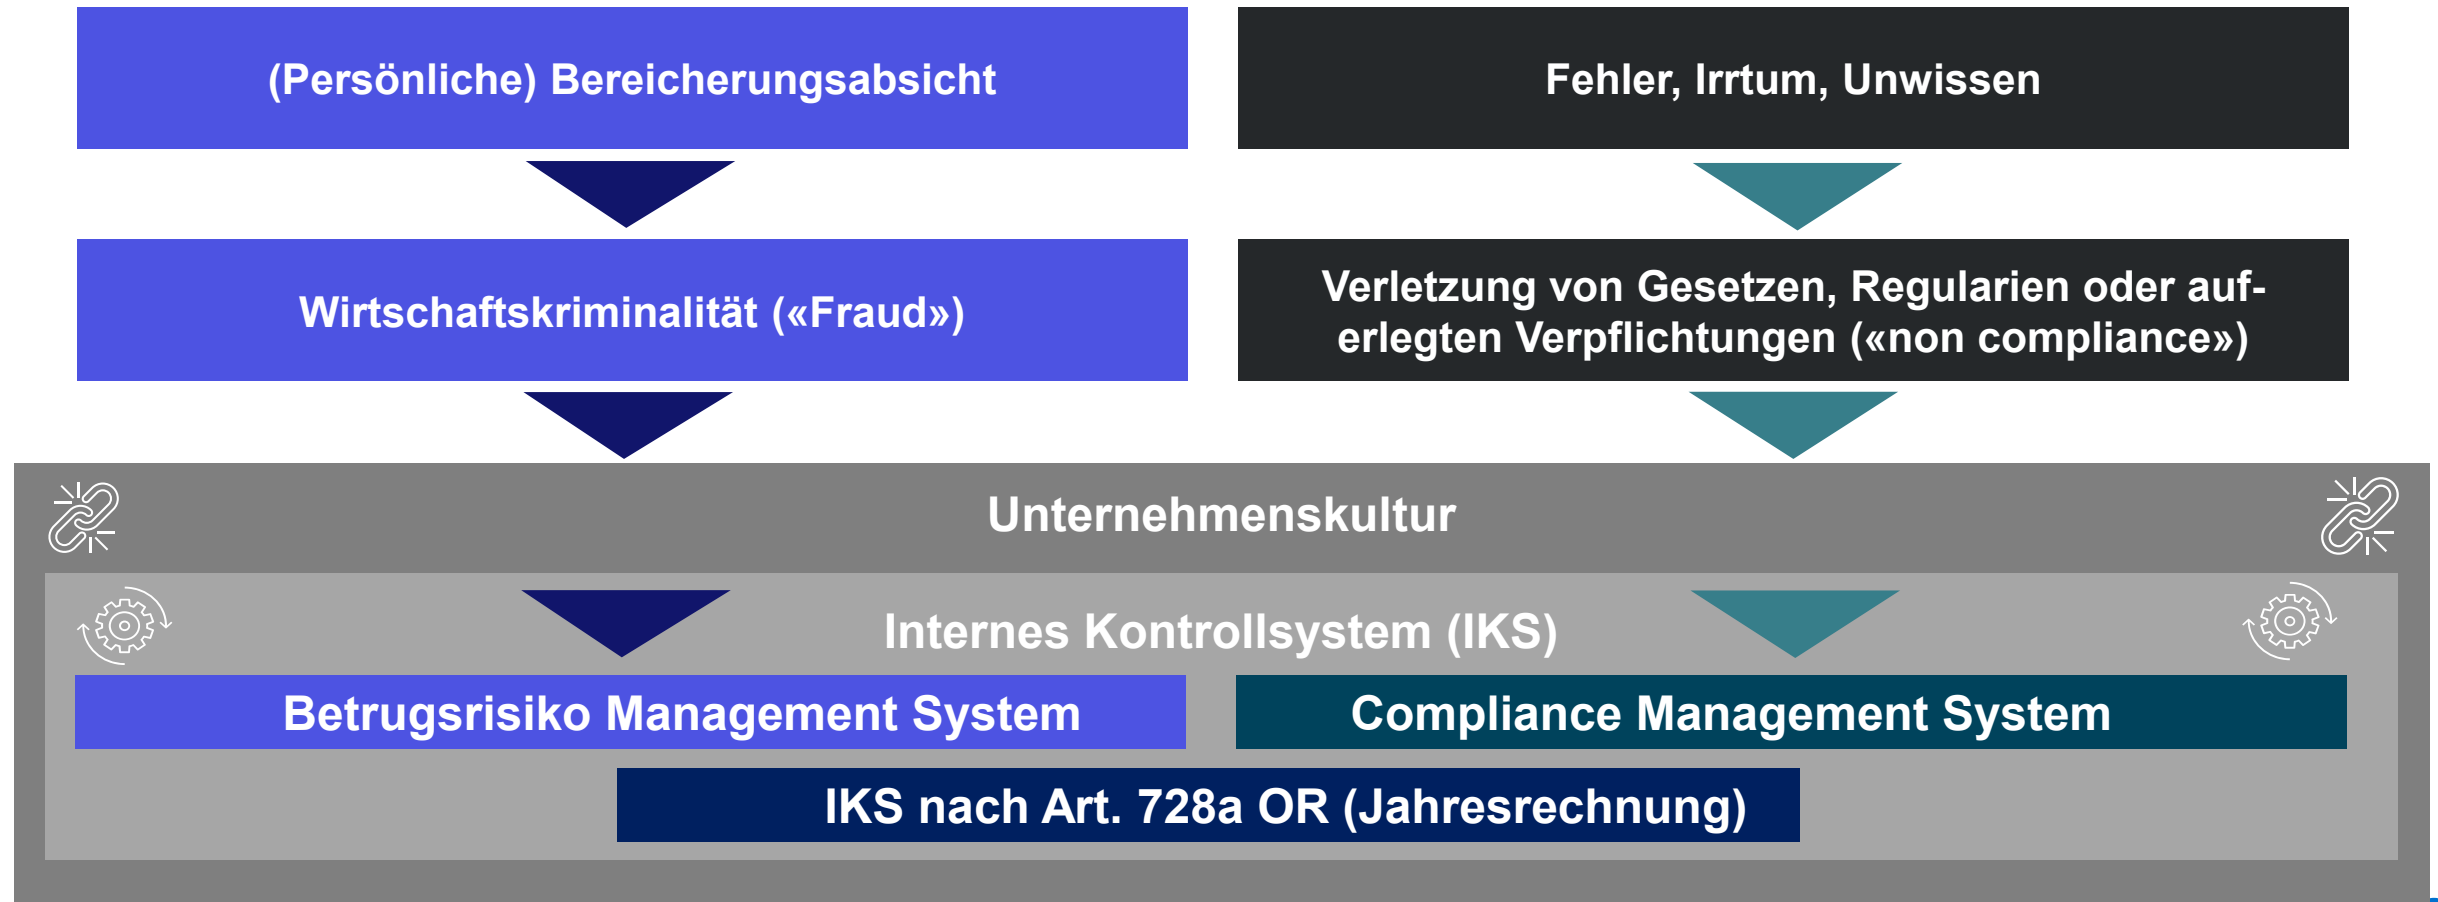 (Persönliche) Bereicherungsabsicht
Fehler, Irrtum, Unwissen
Wirtschaftskriminalität («Fraud»)
Verletzung von Gesetzen, Regularien oder auf-
erlegten Verpflichtungen («non compliance»)
Unternehmenskultur
Internes Kontrollsystem (IKS)
Betrugsrisiko Management System
Compliance Management System
IKS nach Art. 728a OR (Jahresrechnung)